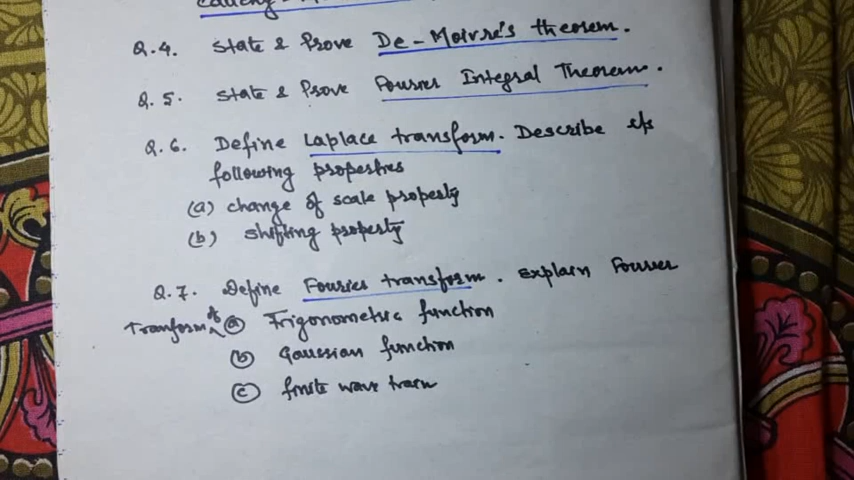 Q.4. State & Prove De-Moivre's theorem.
Q.5. State & Prove Fourier Integral Theorem.
Q.6. Define Laplace transform. Describe its
following properties
(a) change of scale property
(b) shifting property
Q.7. Define Fourier transform. Explain Fourier
Tranform of (a) Trigonometric function
(b) Gaussian function
(c) finite wave train